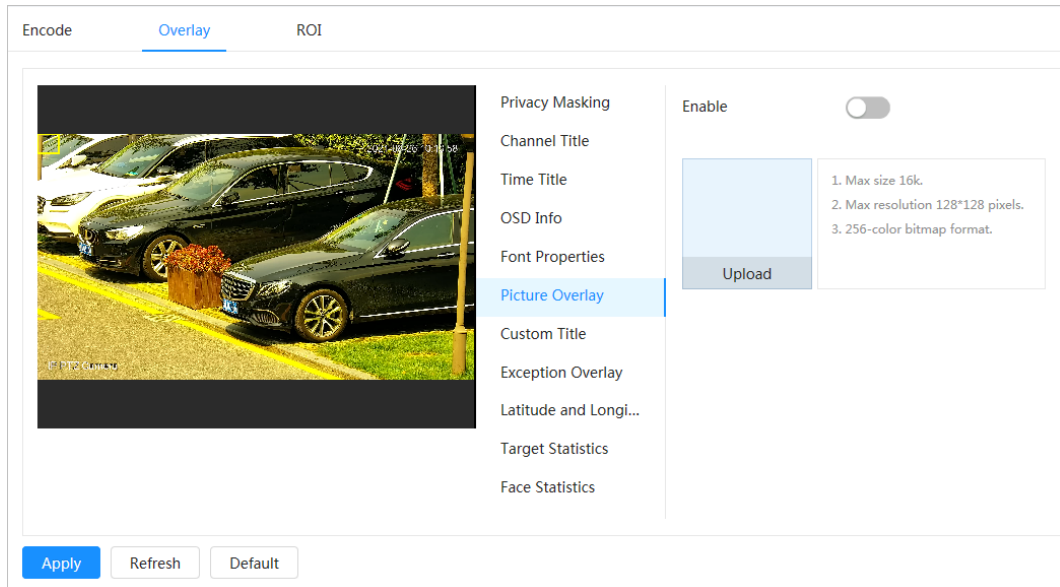 Encode
Overlay
ROI
Privacy Masking
Channel Title
Time Title
OSD Info
Font Properties
Picture Overlay
Custom Title
Exception Overlay
Latitude and Longi...
Target Statistics
Face Statistics
Enable
Upload
1. Max size 16k.
2. Max resolution 128*128 pixels.
3. 256-color bitmap format.
Apply
Refresh
Default